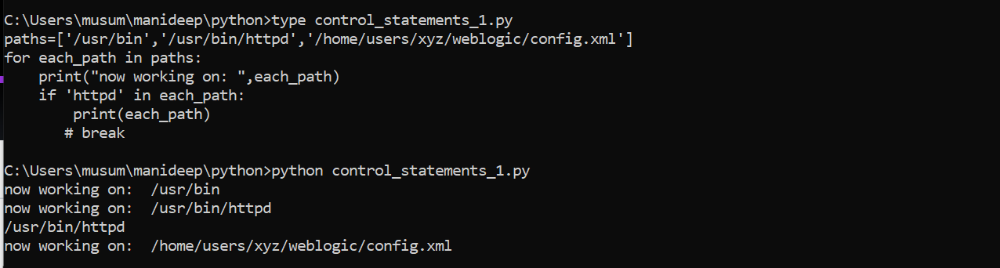 C:\Users\musum\manideep\python>type control_statements_1.py
paths=['/usr/bin','/usr/bin/httpd','/home/users/xyz/weblogic/config.xml']
for each_path in paths:
    print("now working on: ",each_path)
    if 'httpd' in each_path:
        print(each_path)
       # break
C:\Users\musum\manideep\python>python control_statements_1.py
now working on:  /usr/bin
now working on:  /usr/bin/httpd
/usr/bin/httpd
now working on:  /home/users/xyz/weblogic/config.xml